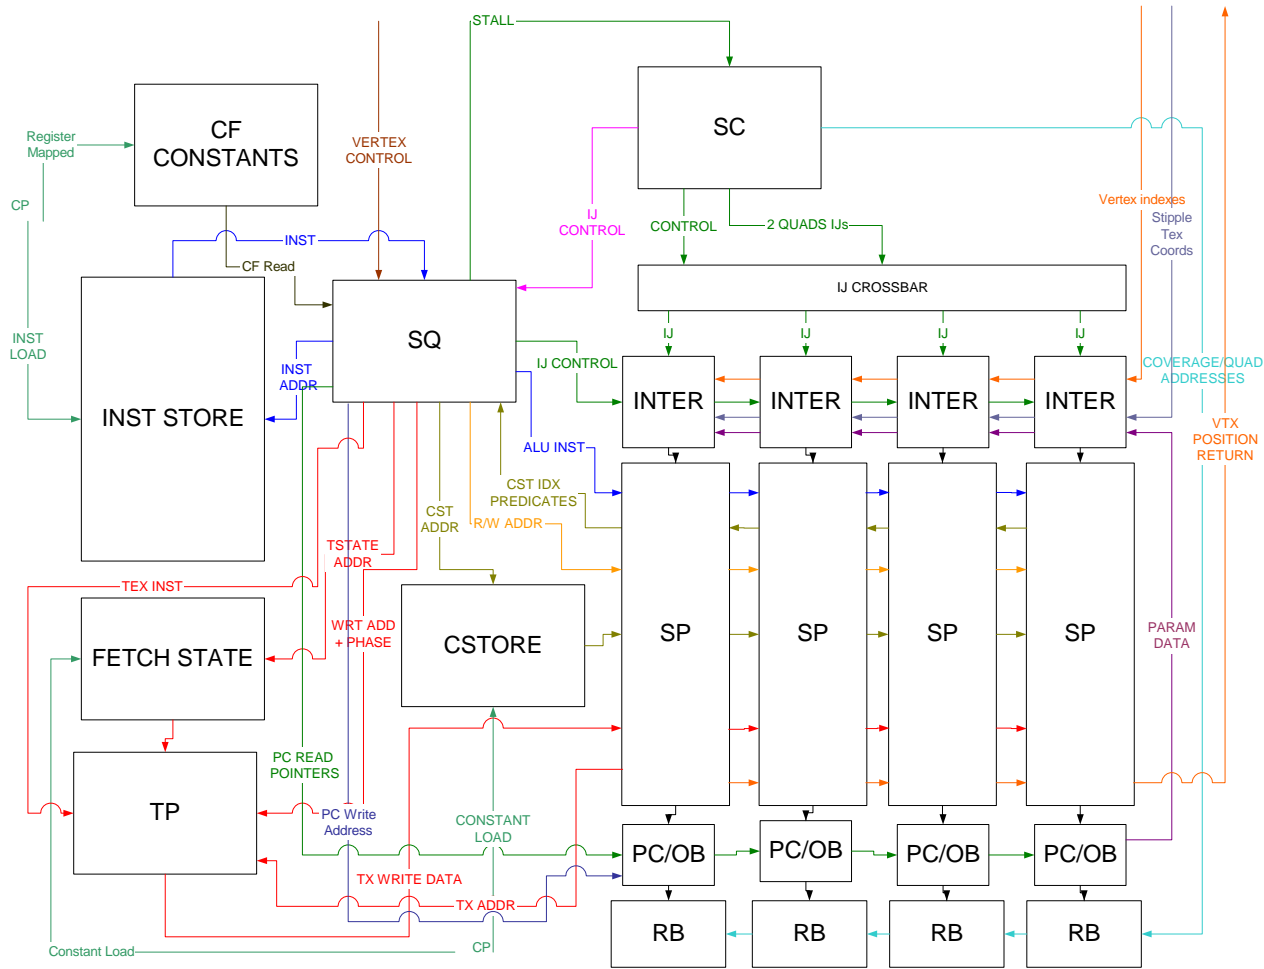 STALL
CF
CONSTANTS
SC
Register
Mapped
VERTEX
CONTROL
CP
Vertex indexes
IJ
CONTROL
CONTROL
2 QUADS IJs
Stipple
Tex
Coords
INST
CF Read
IJ CROSSBAR
SQ
INST
LOAD
IJ
IJ
IJ
IJ
INST
ADDR
IJ CONTROL
COVERAGE/QUAD
ADDRESSES
INST STORE
INTER
INTER
INTER
INTER
VTX
POSITION
RETURN
ALU INST
CST IDX
PREDICATES
CST
ADDR
R/W ADDR
TSTATE
ADDR
TEX INST
WRT ADD
+ PHASE
CSTORE
SP
SP
SP
SP
PARAM
DATA
FETCH STATE
PC READ
POINTERS
TP
PC Write
Address
CONSTANT
LOAD
PC/OB
PC/OB
PC/OB
PC/OB
TX WRITE DATA
TX ADDR
RB
RB
RB
RB
Constant Load
CP